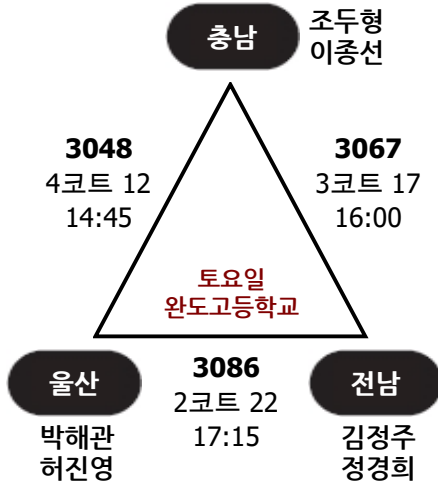 충남
조두형
이종선
3048
4코트 12
14:45
3067
3코트 17
16:00
토요일
완도고등학교
울산
박해관
허진영
3086
2코트 22
17:15
전남
김정주
정경희